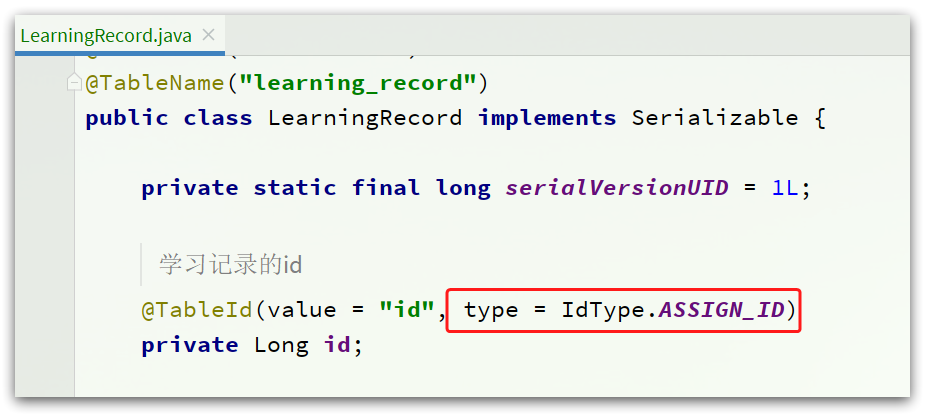 LearningRecord.java
@TableName("learning_record")
public class LearningRecord implements Serializable {
private static final long serialVersionUID = 1L;
学习记录的id
@TableId(value = "id", type = IdType.ASSIGN_ID)
private Long id;